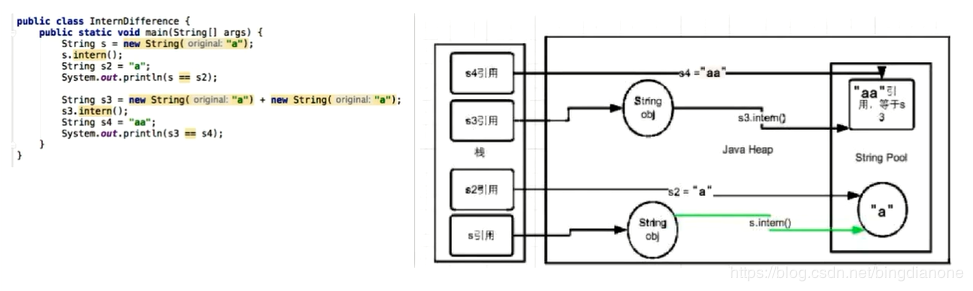 public class InternDifference {
public static void main(String[] args) {
String s = new String( original: "a");
s.intern();
String s2 = "a";
System.out.println(s == s2);
String s3 = new String( original: "a") + new String( original: "a");
s3.intern();
String s4 = "aa";
System.out.println(s3 == s4);
}
}
s4引用
s3引用
栈
s2引用
s引用
s4 ="aa"
String
obj
s3.intern()
Java Heap
"aa"引
用，等于s
3
String Pool
s2 = "a"
"a"
String
obj
s.intern()
https://blog.csdn.net/bingdianone